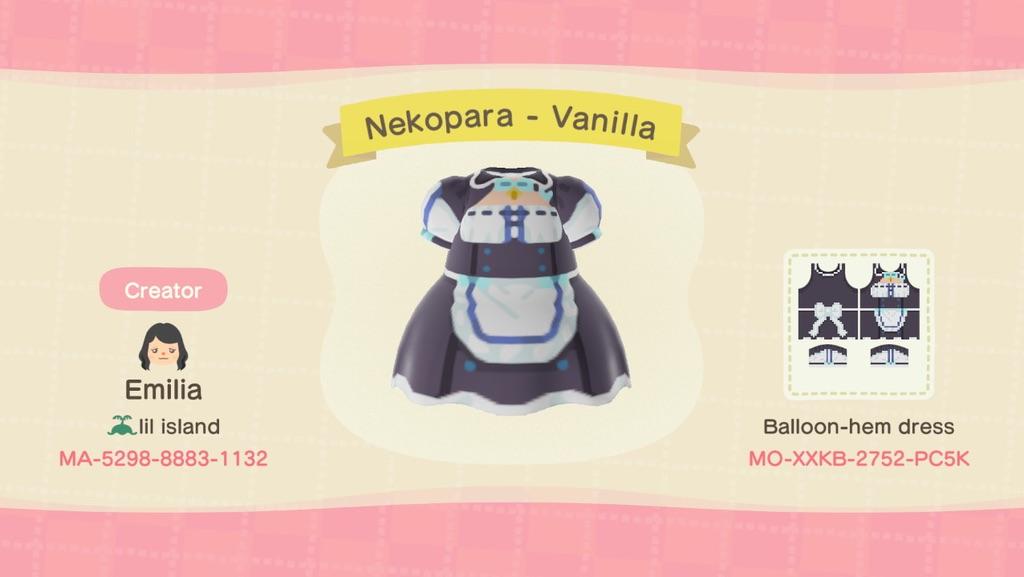 Nekopara - Vanilla
Creator
Emilia
lil island
MA-5298-8883-1132
Balloon-hem dress
MO-XXKB-2752-PC5K